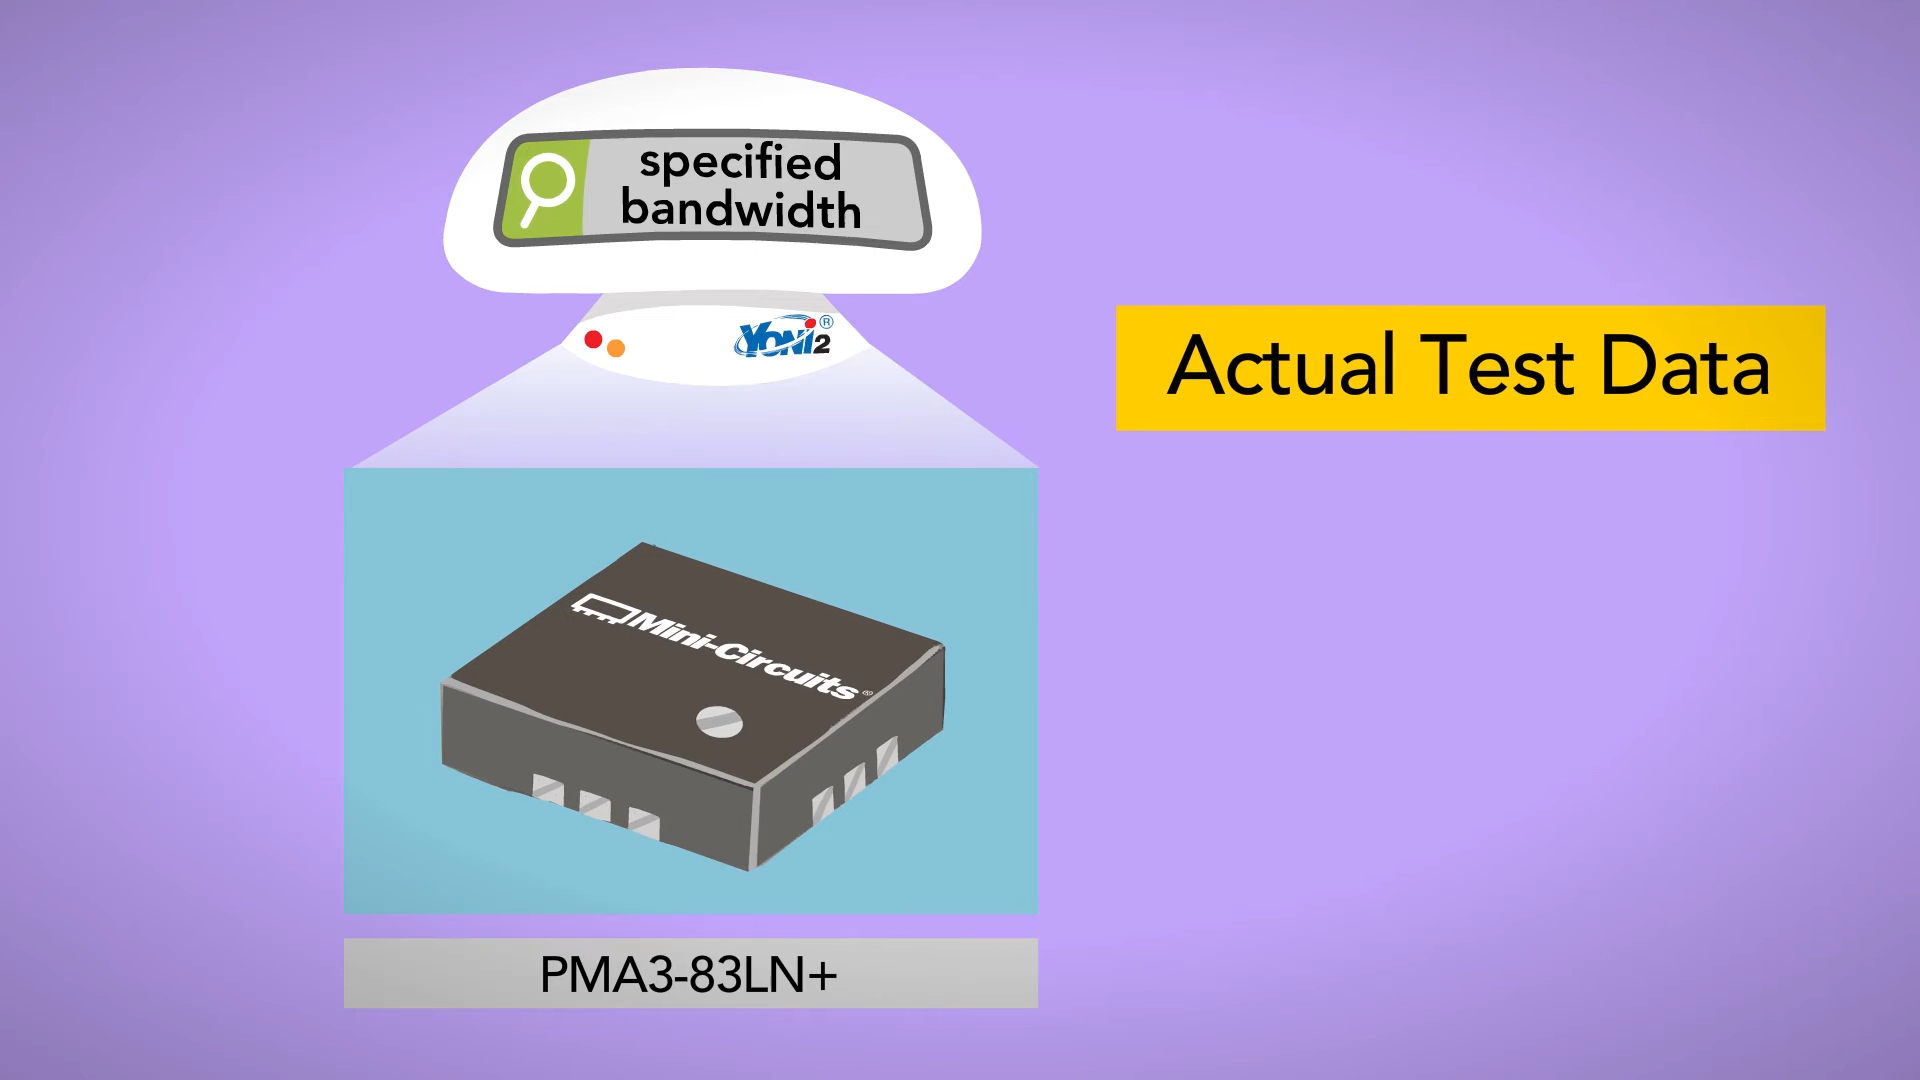 specified
bandwidth
YONI2®
Actual Test Data
Mini-Circuits®
PMA3-83LN+